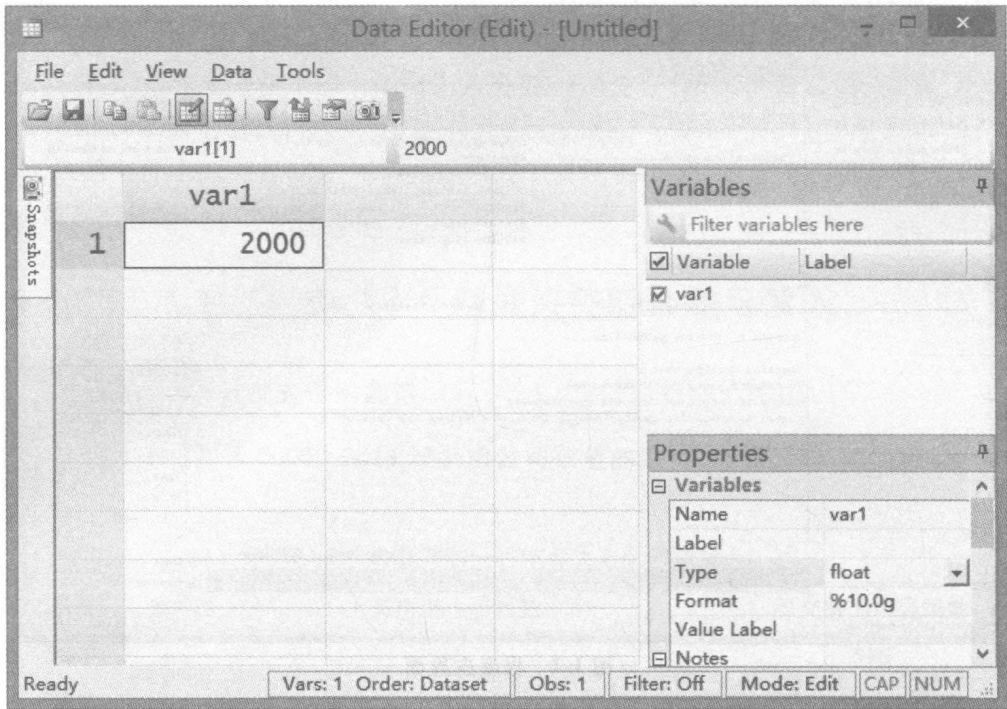 Data Editor (Edit) - [Untitled]
File Edit View Data Tools
var1[1] 2000
Snapshots
var1
1 2000
Variables
Filter variables here
Variable Label
var1
Properties
Variables
Name var1
Label
Type float
Format %10.0g
Value Label
Notes
Ready Vars: 1 Order: Dataset Obs: 1 Filter: Off Mode: Edit CAP NUM